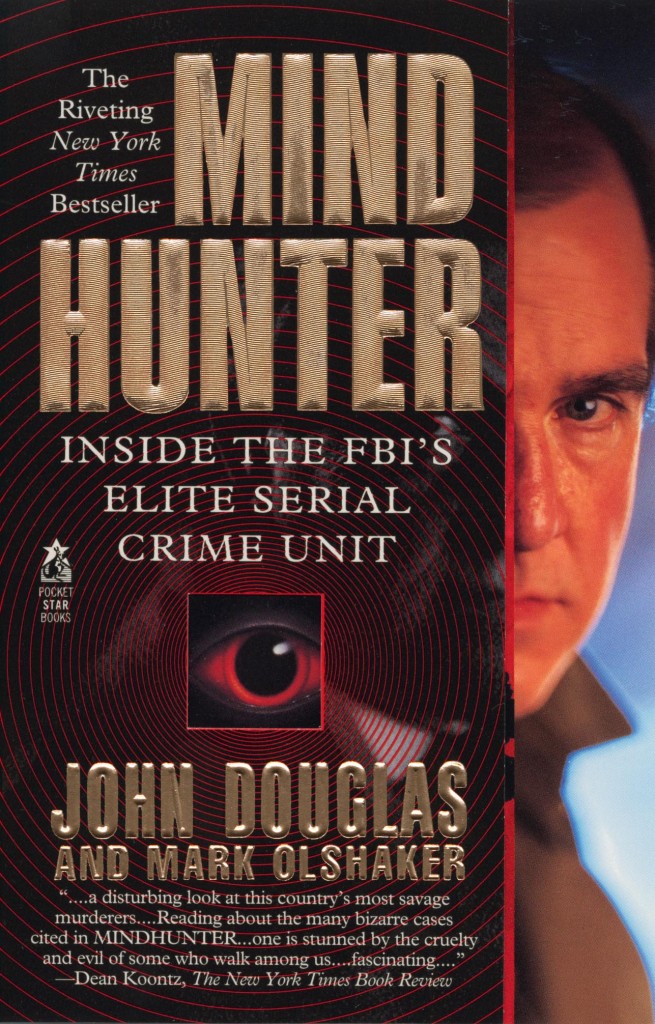 The
Riveting
New York
Times
Bestseller
MIND
HUNTER
INSIDE THE FBI'S
ELITE SERIAL
CRIME UNIT
POCKET
STAR
BOOKS
JOHN DOUGLAS
AND MARK OLSHAKER
“....a disturbing look at this country’s most savage
murderers....Reading about the many bizarre cases
cited in MINDHUNTER...one is stunned by the cruelty
and evil of some who walk among us....fascinating....”
—Dean Koontz, The New York Times Book Review